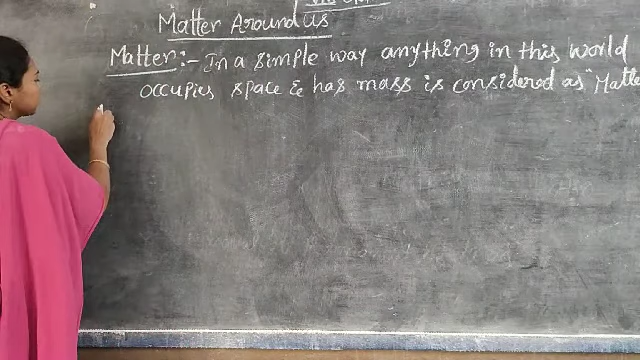 Matter Around us
Matter:- In a simple way anything in this world
occupies space & has mass is considered as "Matter